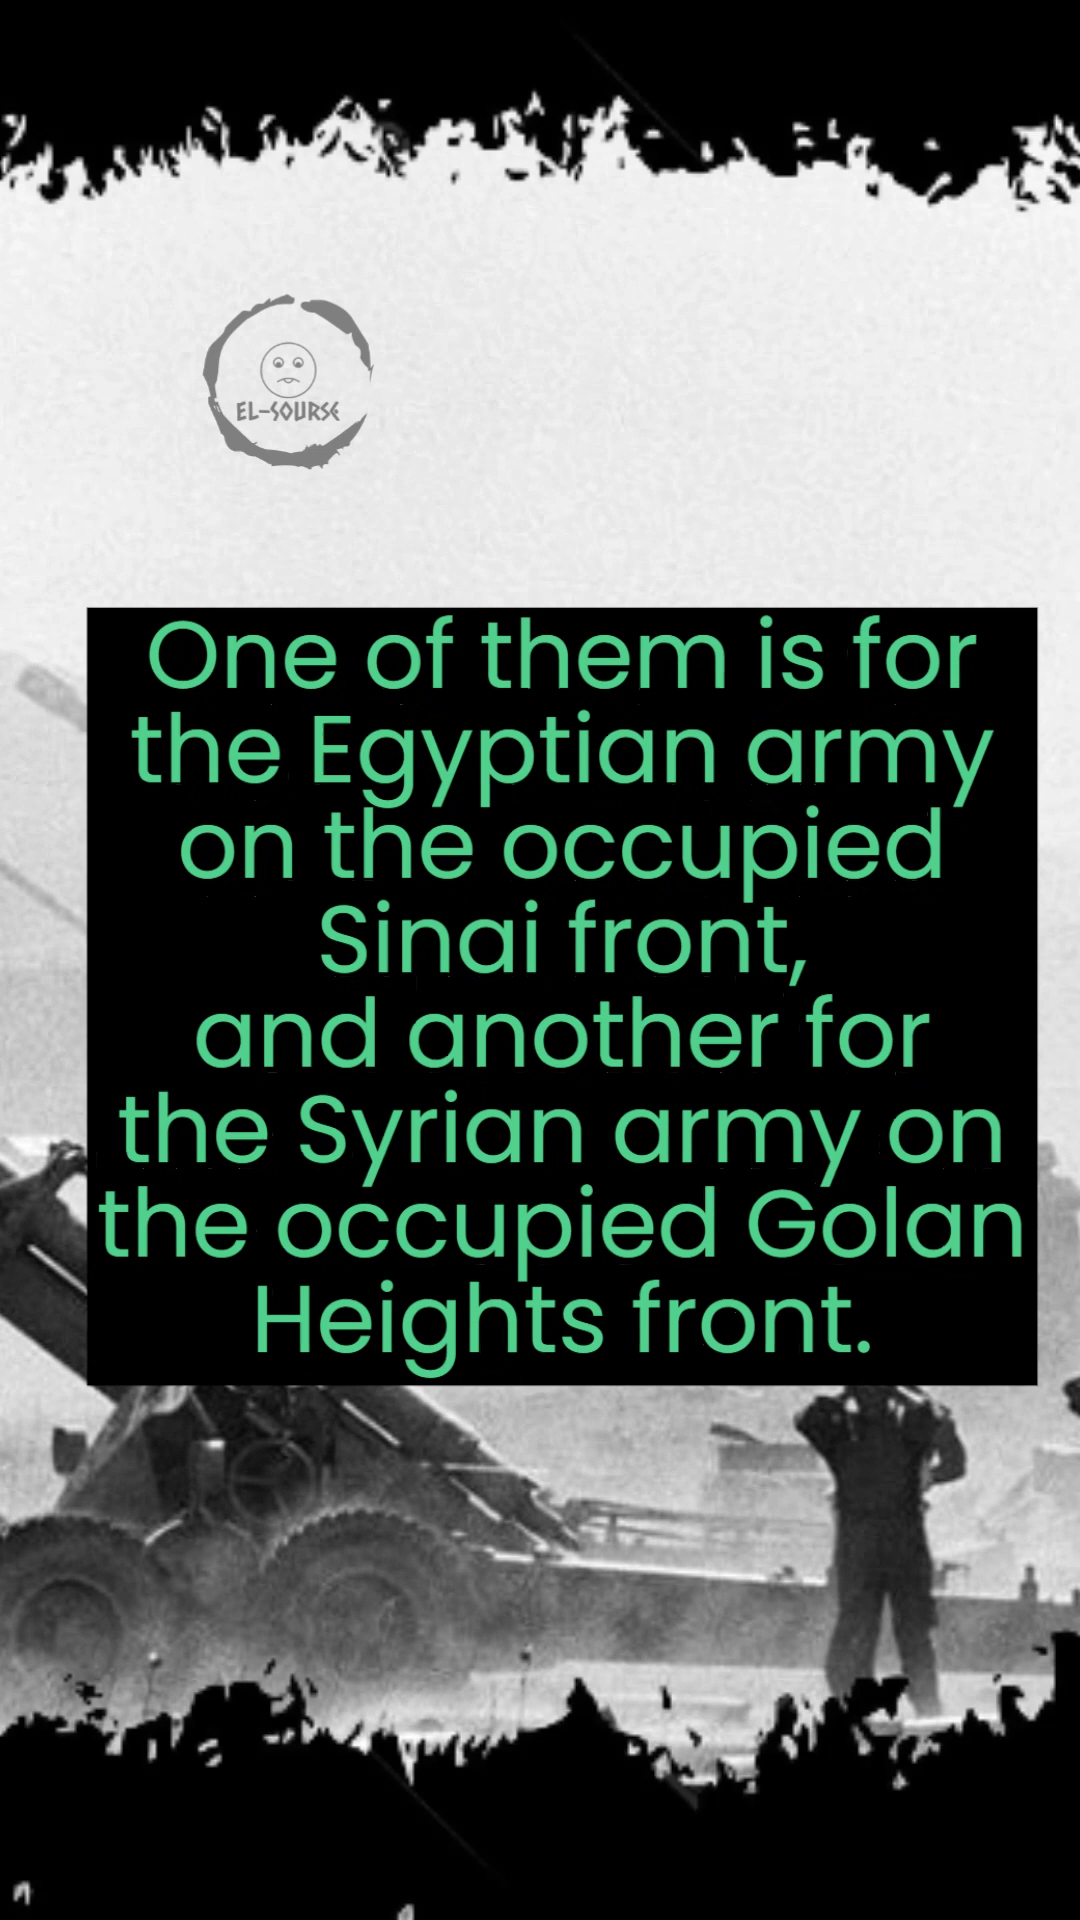 EL-SOURSE
One of them is for
the Egyptian army
on the occupied
Sinai front,
and another for
the Syrian army on
the occupied Golan
Heights front.